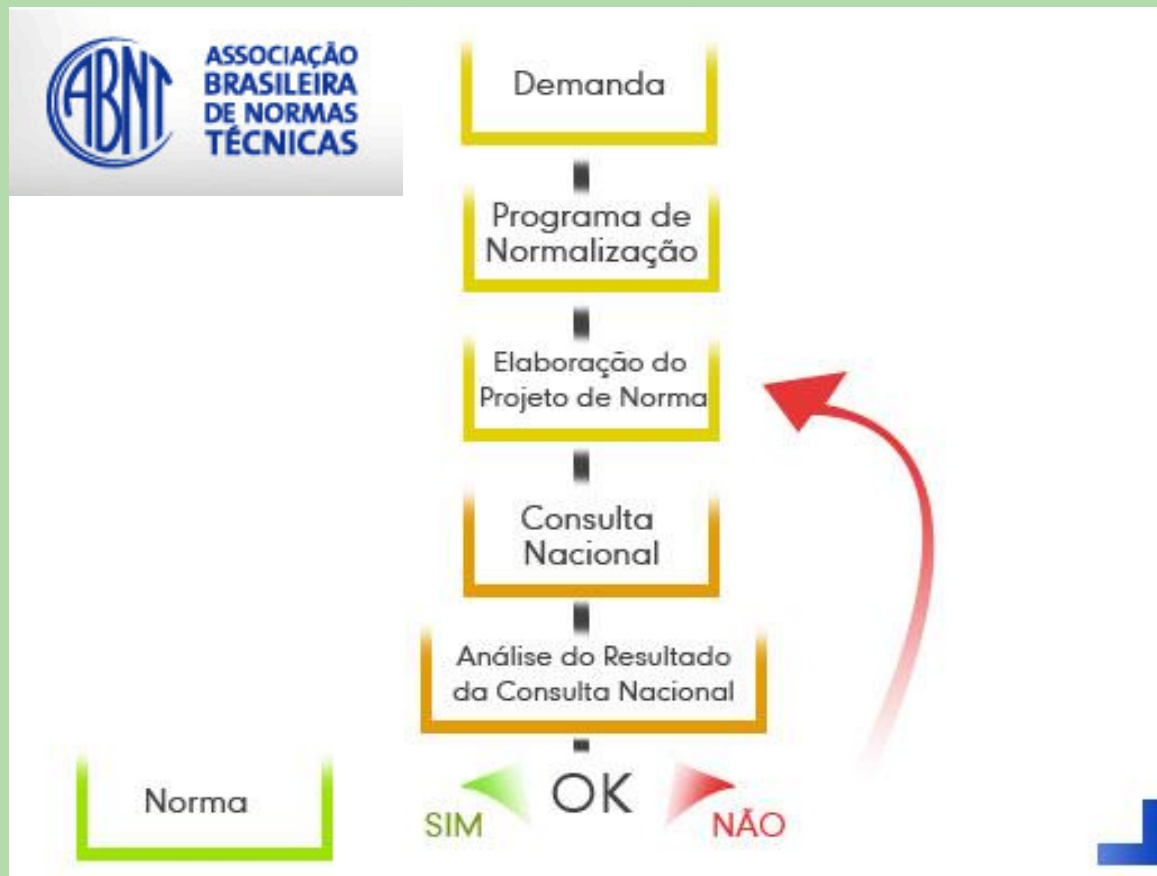 ABNT
ASSOCIAÇÃO
BRASILEIRA
DE NORMAS
TÉCNICAS
Demanda
Programa de
Normalização
Elaboração do
Projeto de Norma
Consulta
Nacional
Análise do Resultado
da Consulta Nacional
Norma
SIM
OK
NÃO